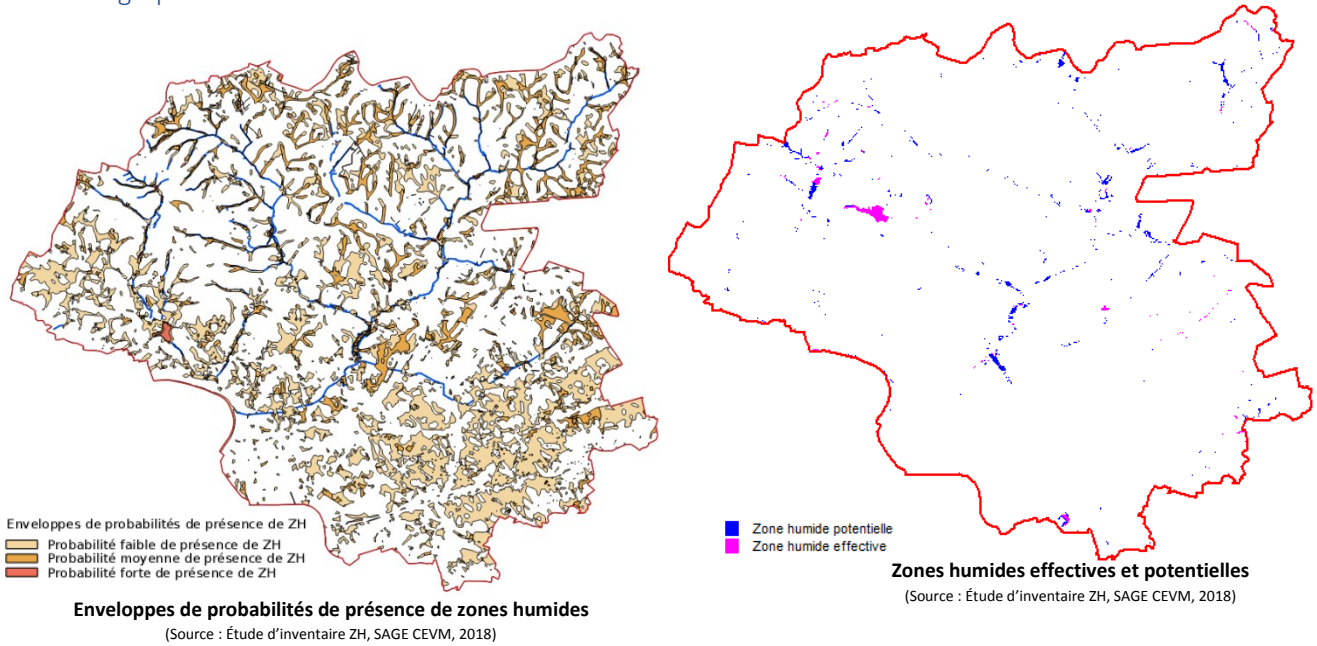 Enveloppes de probabilités de présence de ZH
Probabilité faible de présence de ZH
Probabilité moyenne de présence de ZH
Probabilité forte de présence de ZH
Enveloppes de probabilités de présence de zones humides
(Source : Étude d'inventaire ZH, SAGE CEVM, 2018)
Zone humide potentielle
Zone humide effective
Zones humides effectives et potentielles
(Source : Étude d'inventaire ZH, SAGE CEVM, 2018)